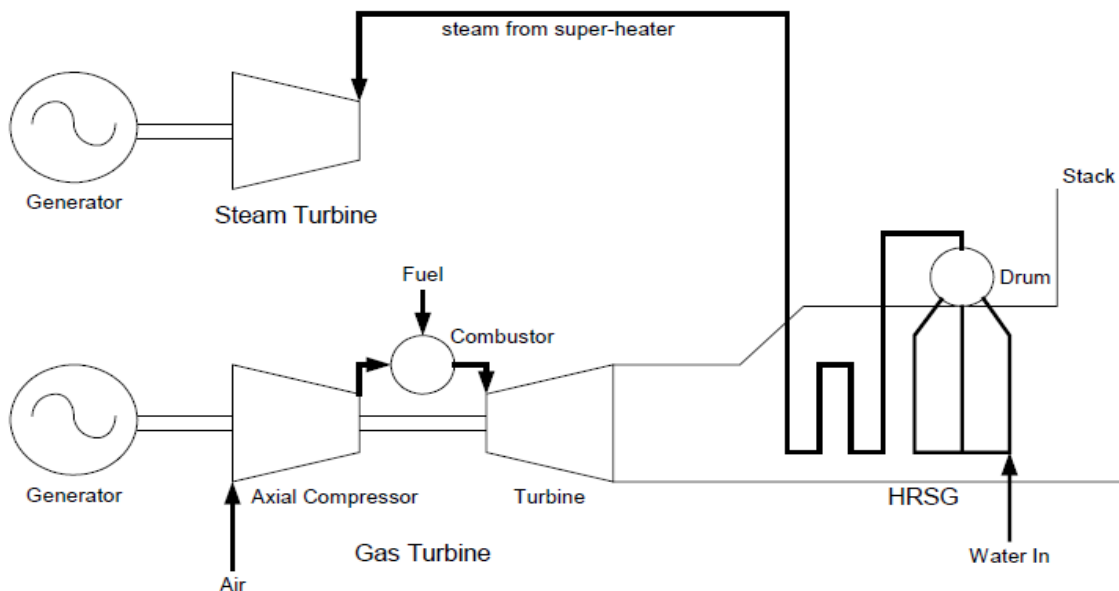 steam from super-heater
Stack
Generator
Steam Turbine
Drum
Fuel
Combustor
Generator
Axial Compressor
Turbine
HRSG
Gas Turbine
Water In
Air